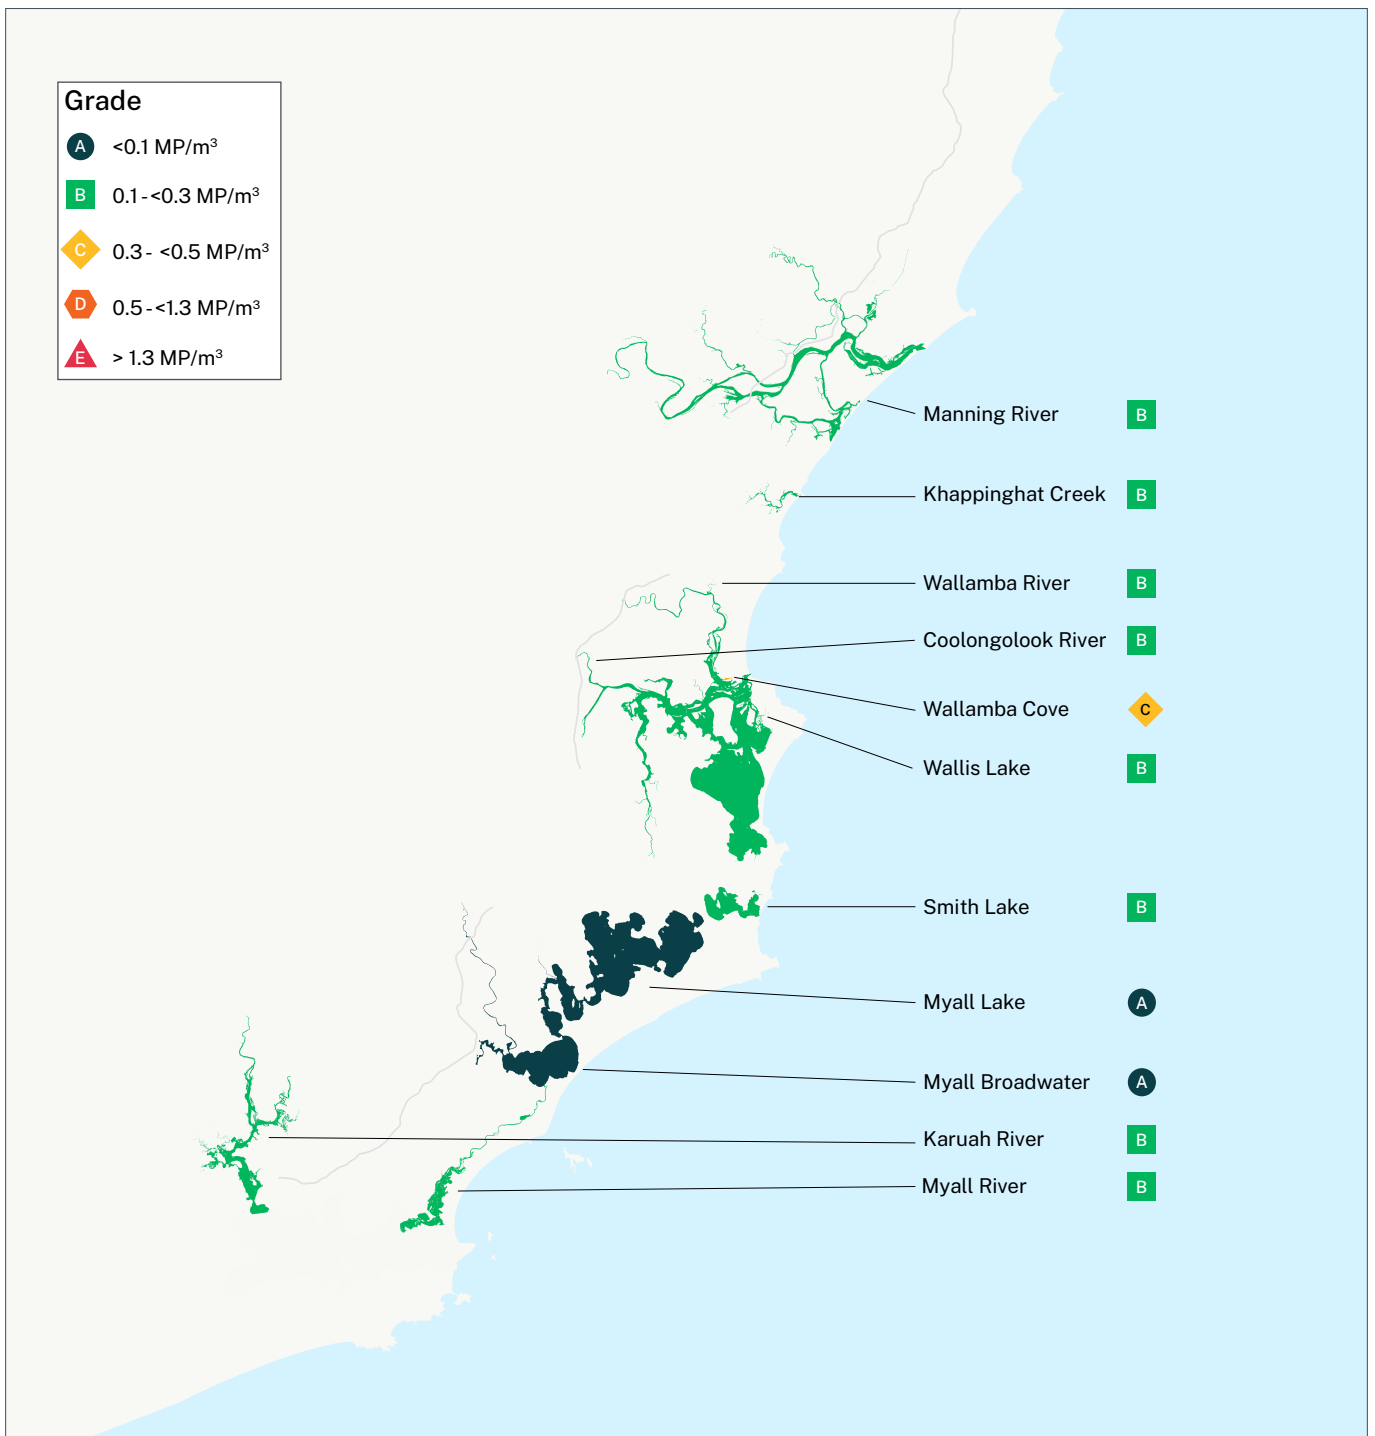 Grade
A <0.1 MP/m³
B 0.1-<0.3 MP/m³
C 0.3- <0.5 MP/m³
D 0.5-<1.3 MP/m³
E > 1.3 MP/m³
Manning River B
Khappinghat Creek B
Wallamba River B
Coolongolook River B
Wallamba Cove C
Wallis Lake B
Smith Lake B
Myall Lake A
Myall Broadwater A
Karuah River B
Myall River B